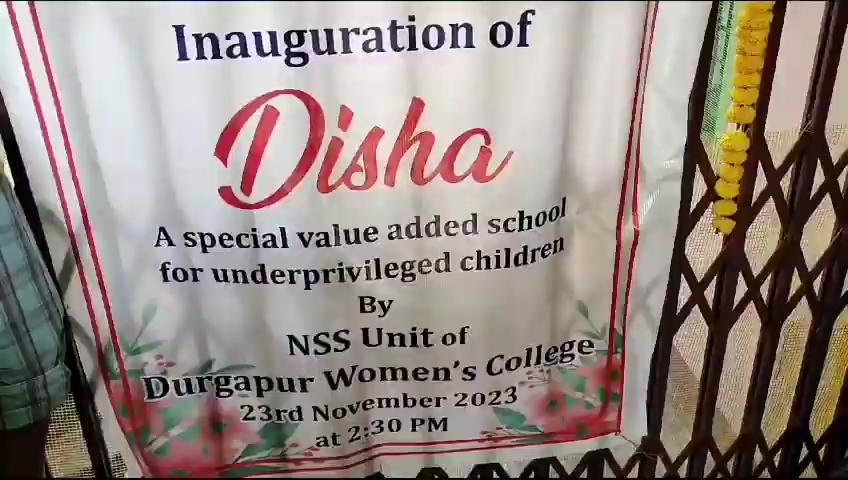 Inauguration of
Disha
A special value added school
for underprivileged children
By
NSS Unit of
Durgapur Women's College
23rd November 2023
at 2:30 PM